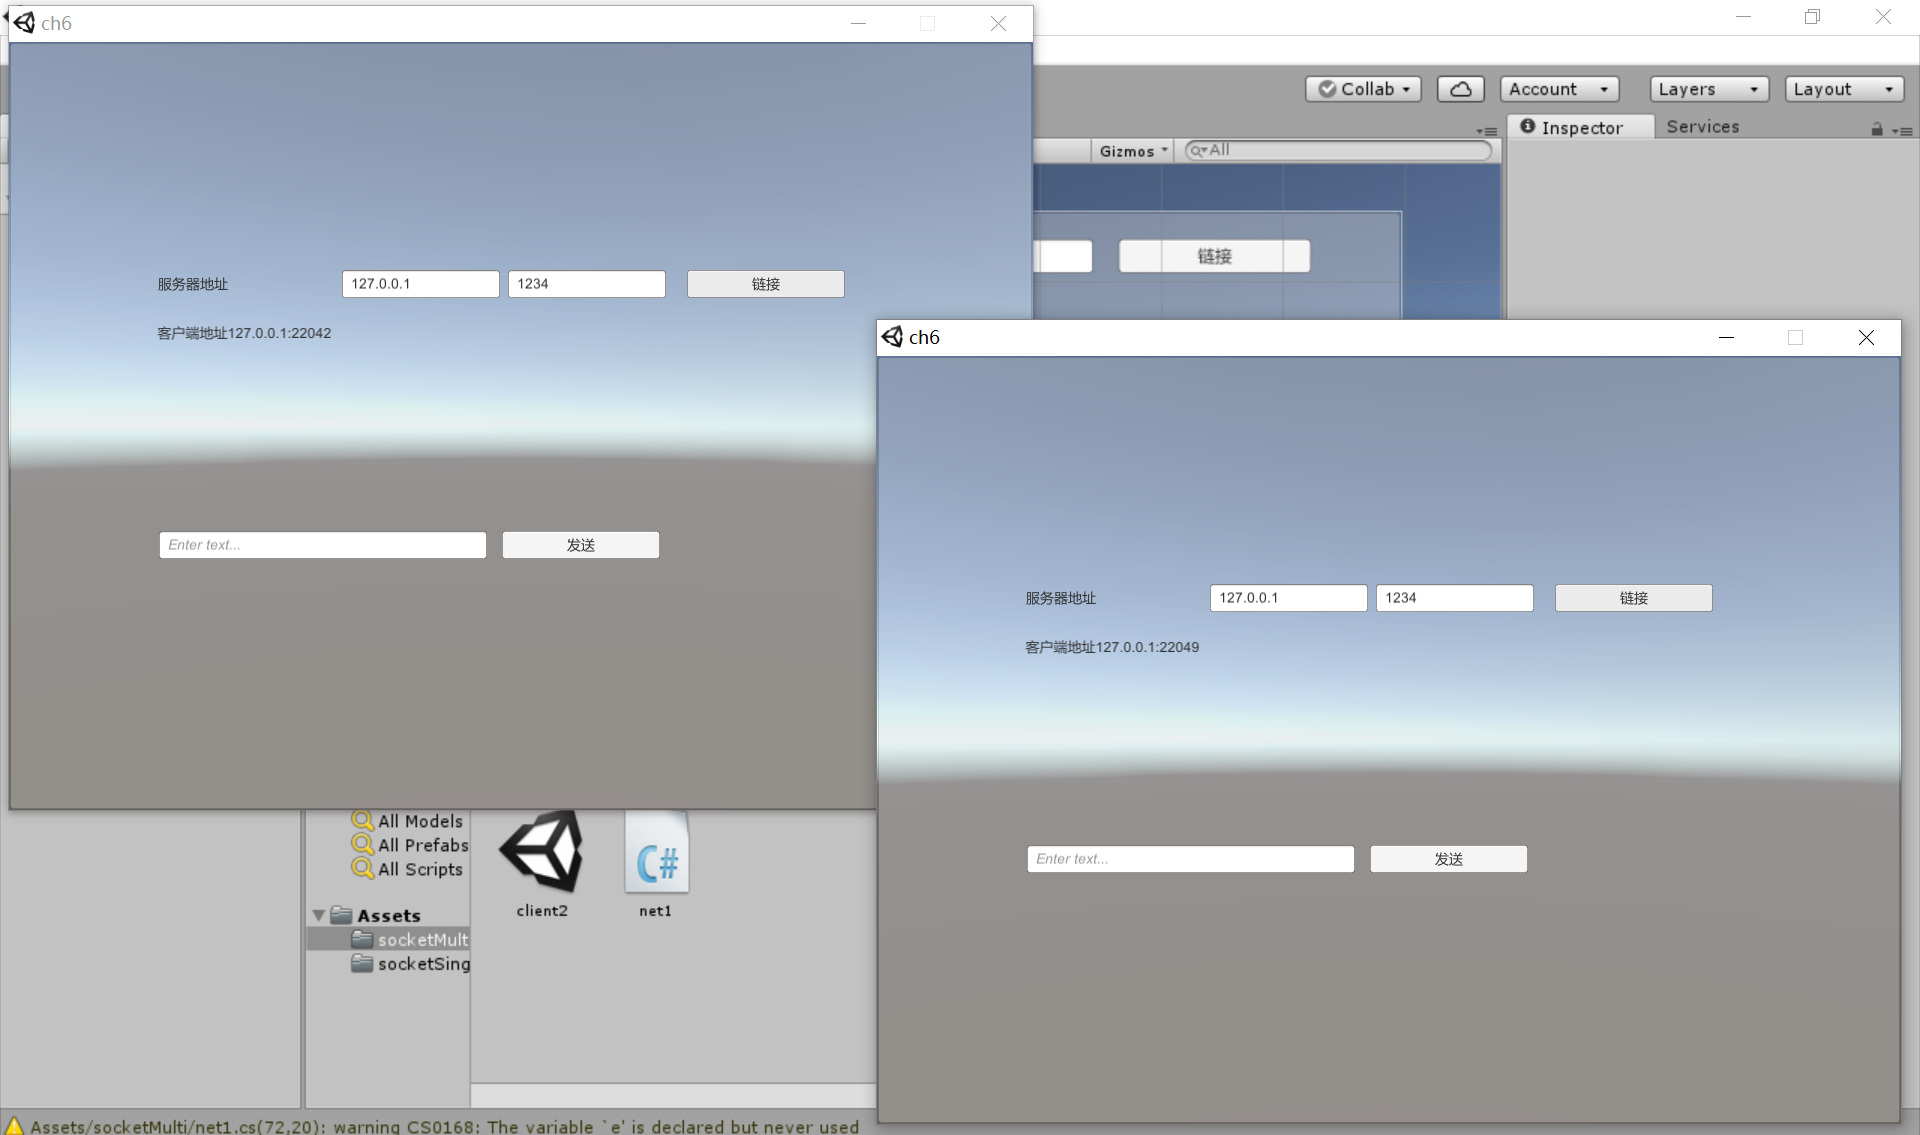 ch6
服务器地址 127.0.0.1 1234 链接
客户端地址127.0.0.1:22042
Enter text... 发送
Collab Account Layers Layout
Inspector Services
Gizmos All
链接
ch6
服务器地址 127.0.0.1 1234 链接
客户端地址127.0.0.1:22049
Enter text... 发送
All Models
All Prefabs
All Scripts
Assets
socketMult
socketSing
C#
client2 net1
Assets/socketMulti/net1.cs(72,20): warning CS0168: The variable `e' is declared but never used